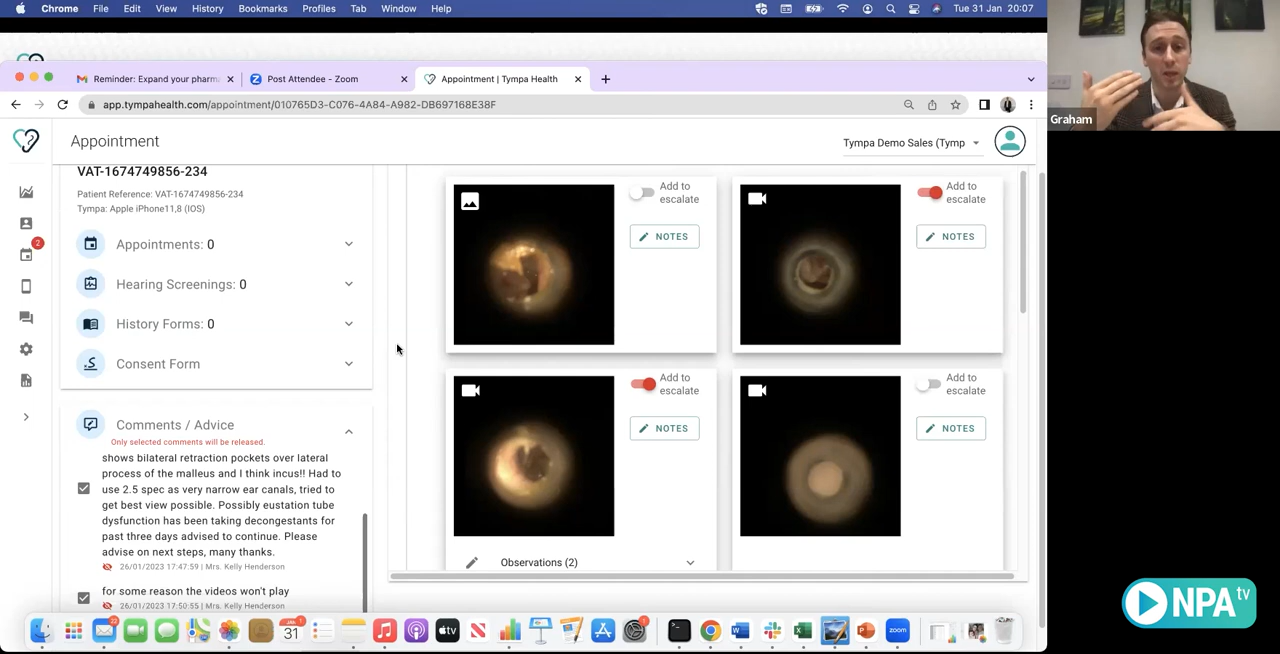 Chrome File Edit View History Bookmarks Profiles Tab Window Help Tue 31 Jan 20:07
Reminder: Expand your pharma
Post Attendee - Zoom
Appointment | Tympa Health
app.tympahealth.com/appointment/010765D3-C076-4A84-A982-DB697168E38F
Graham
Appointment
Tympa Demo Sales (Tymp
VAT-1674749856-234
Patient Reference: VAT-1674749856-234
Tympa: Apple iPhone11,8 (IOS)
2
Appointments: 0
Hearing Screenings: 0
History Forms: 0
Consent Form
Comments / Advice
Only selected comments will be released.
shows bilateral retraction pockets over lateral
process of the malleus and I think incus!! Had to
use 2.5 spec as very narrow ear canals, tried to
get best view possible. Possibly eustation tube
dysfunction has been taking decongestants for
past three days advised to continue. Please
advise on next steps, many thanks.
26/01/2023 17:47:59 | Mrs. Kelly Henderson
for some reason the videos won't play
26/01/2023 17:50:55 | Mrs. Kelly Henderson
Add to
escalate
NOTES
Add to
escalate
NOTES
Add to
escalate
NOTES
Add to
escalate
NOTES
Observations (2)
NPA tv
JAN
31
tv